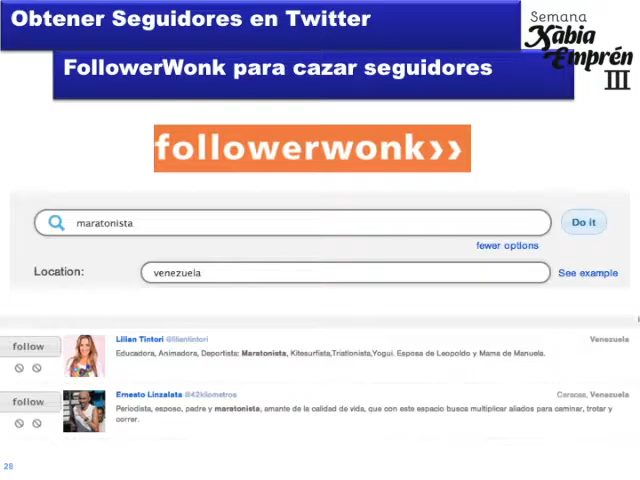 Obtener Seguidores en Twitter
Semana
Xàbia
Emprén
III
FollowerWonk para cazar seguidores
followerwonk››
maratonista
Do it
fewer options
Location:
venezuela
See example
follow
Lilian Tintori @liliantintori
Venezuela
Educadora, Animadora, Deportista: Maratonista, Kitesurfista,Triatlonista,Yogui. Esposa de Leopoldo y Mama de Manuela.
follow
Ernesto Linzalata @42kilometros
Caracas, Venezuela
Periodista, esposo, padre y maratonista, amante de la calidad de vida, que con este espacio busca multiplicar aliados para caminar, trotar y
correr.
28